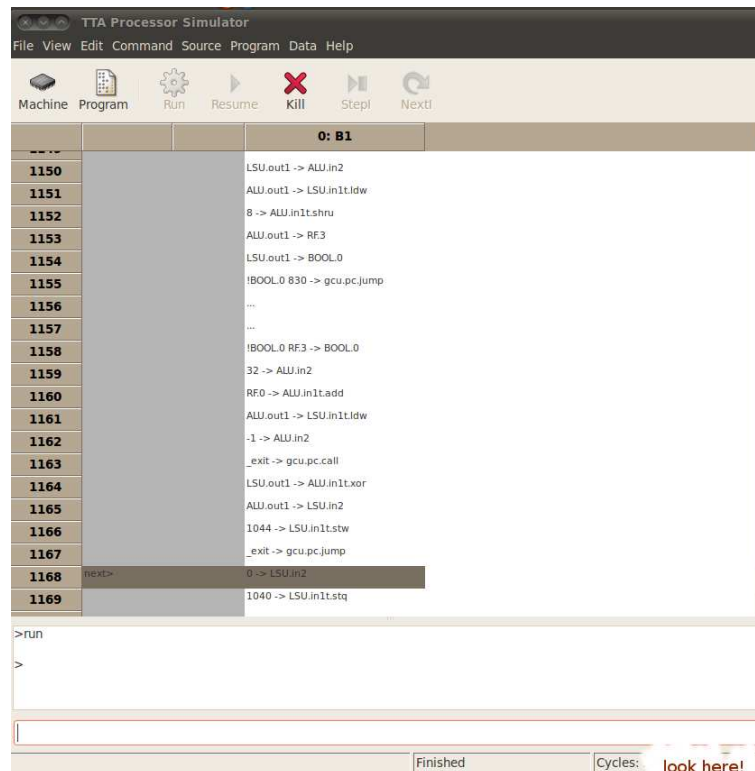 TTA Processor Simulator
File View Edit Command Source Program Data Help
Machine Program Run Resume Kill StepI NextI
0: B1
1150 LSU.out1 -> ALU.in2
1151 ALU.out1 -> LSU.in1t.ldw
1152 8 -> ALU.in1t.shru
1153 ALU.out1 -> RF.3
1154 LSU.out1 -> BOOL.0
1155 !BOOL.0 830 -> gcu.pc.jump
1156 ...
1157 ...
1158 !BOOL.0 RF.3 -> BOOL.0
1159 32 -> ALU.in2
1160 RF.0 -> ALU.in1t.add
1161 ALU.out1 -> LSU.in1t.ldw
1162 -1 -> ALU.in2
1163 _exit -> gcu.pc.call
1164 LSU.out1 -> ALU.in1t.xor
1165 ALU.out1 -> LSU.in2
1166 1044 -> LSU.in1t.stw
1167 _exit -> gcu.pc.jump
1168 next> 0 -> LSU.in2
1169 1040 -> LSU.in1t.stq
>run
>
Finished Cycles: look here!